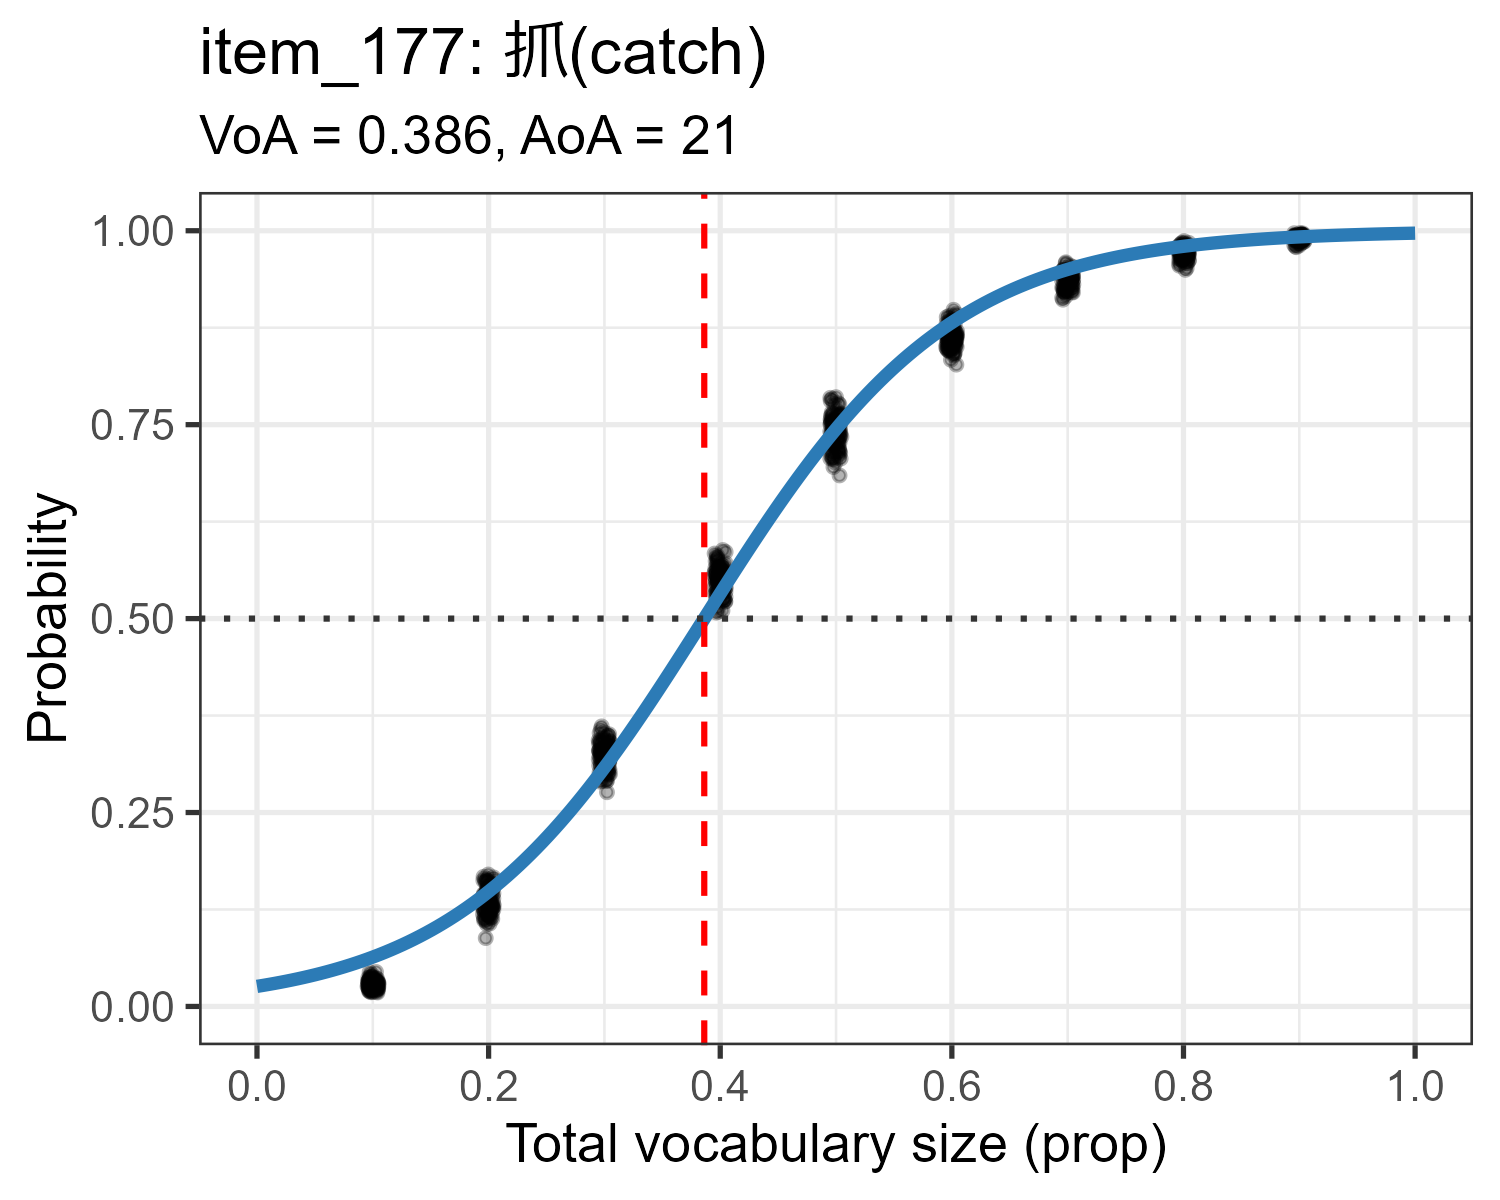 item_177: 抓(catch)
VoA = 0.386, AoA = 21
1.00
0.75
0.50
0.25
0.00
Probability
0.0 0.2 0.4 0.6 0.8 1.0
Total vocabulary size (prop)